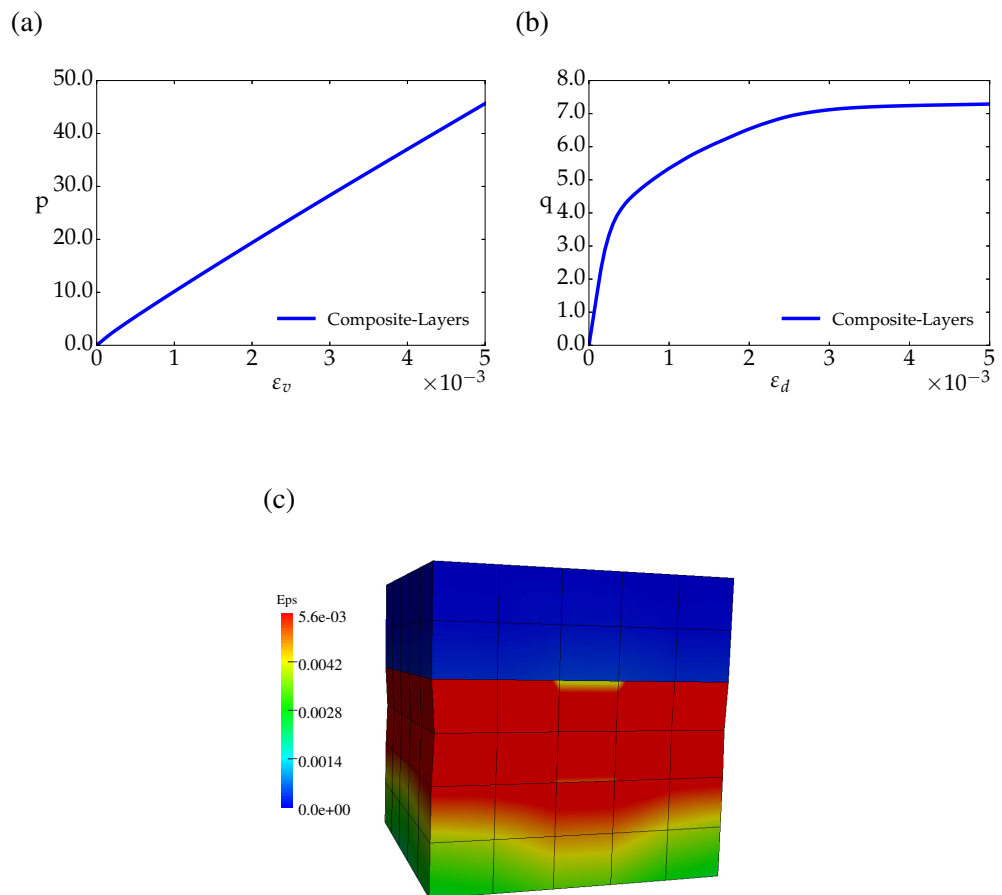 (a)
50.0
40.0
30.0
20.0
10.0
0.0
p
Composite-Layers
0 1 2 3 4 5
ε_v ×10⁻³
(b)
8.0
7.0
6.0
5.0
4.0
3.0
2.0
1.0
0.0
q
Composite-Layers
0 1 2 3 4 5
ε_d ×10⁻³
(c)
Eps
5.6e-03
0.0042
0.0028
0.0014
0.0e+00